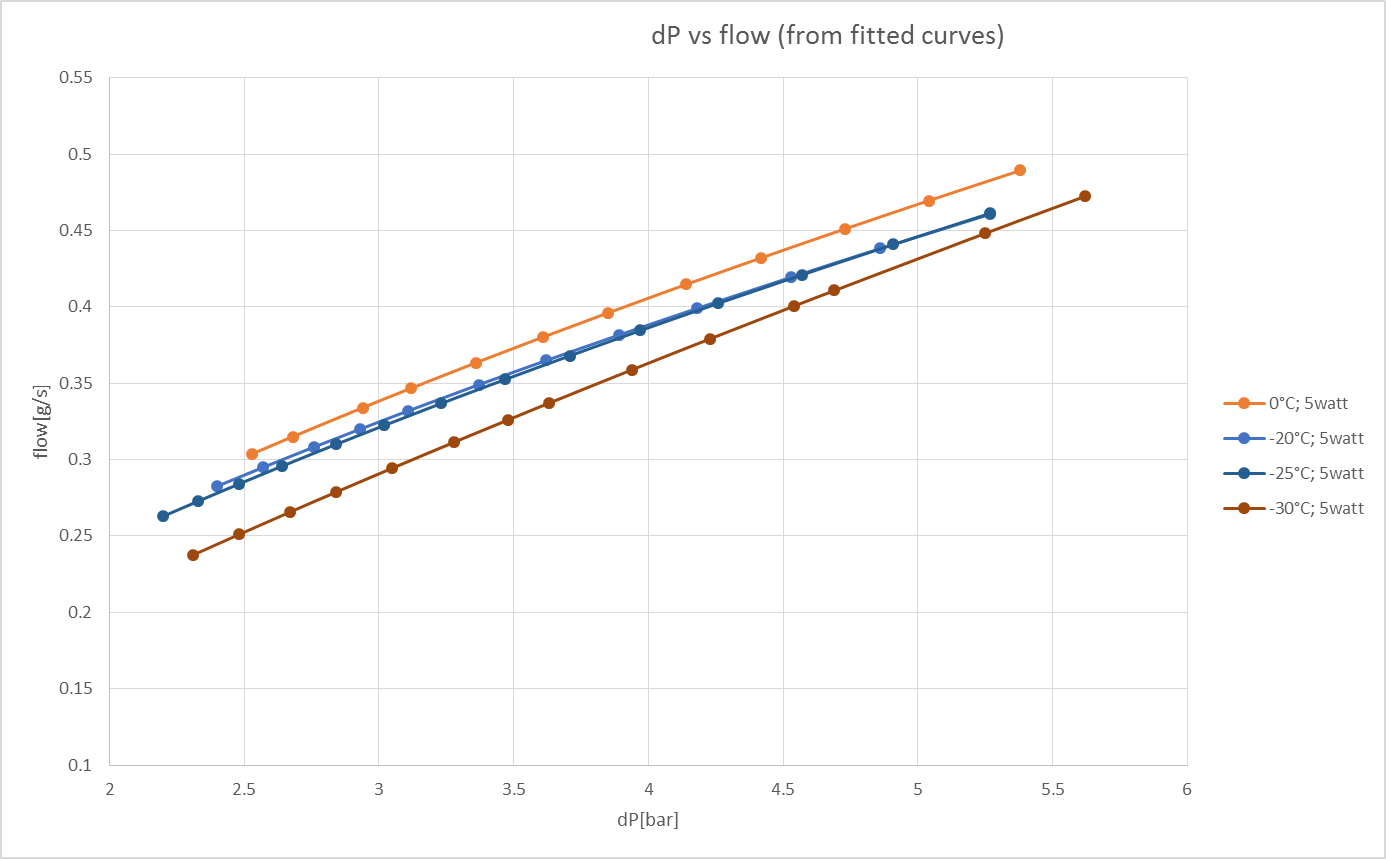 dP vs flow (from fitted curves)
0.55
0.5
0.45
0.4
0.35
0.3
0.25
0.2
0.15
0.1
flow[g/s]
2 2.5 3 3.5 4 4.5 5 5.5 6
dP[bar]
0°C; 5watt
-20°C; 5watt
-25°C; 5watt
-30°C; 5watt